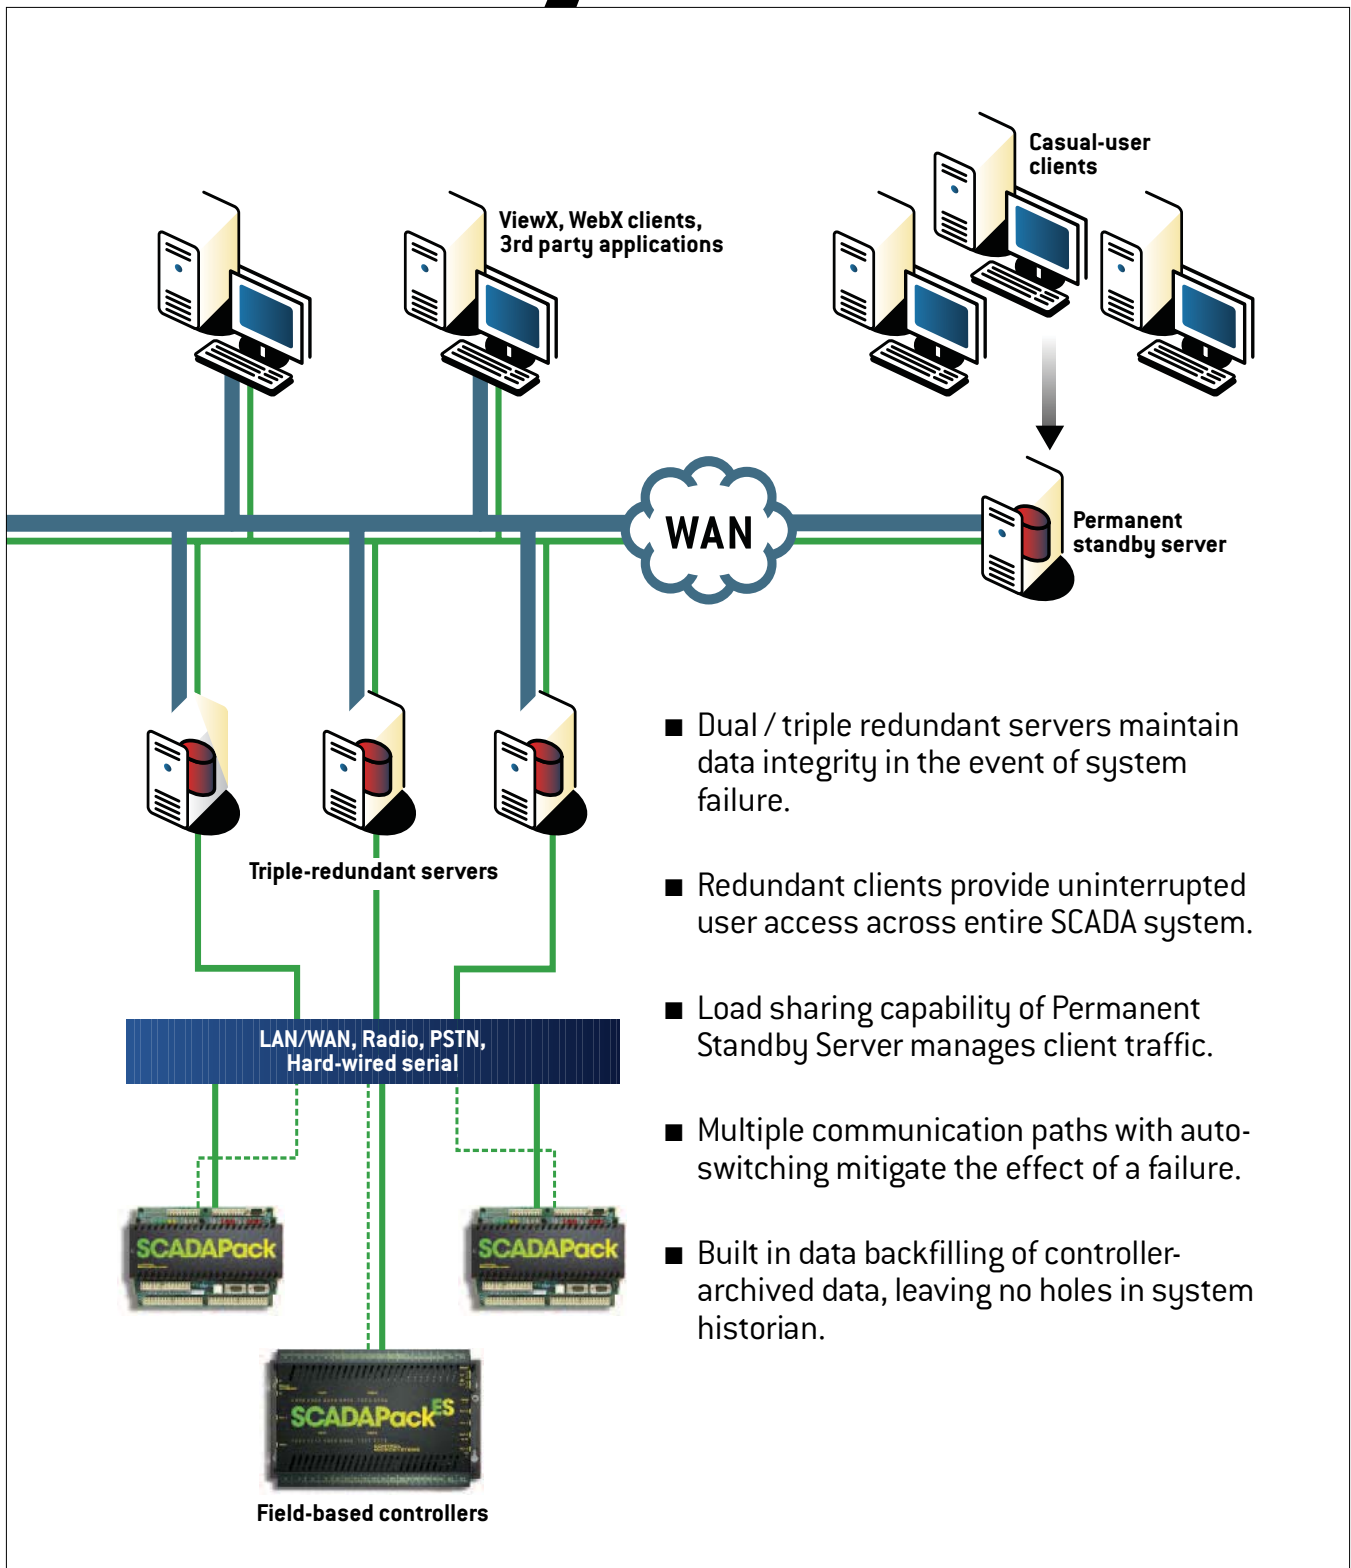 Casual-user
clients
ViewX, WebX clients,
3rd party applications
WAN
Permanent
standby server
■ Dual / triple redundant servers maintain
data integrity in the event of system
failure.
Triple-redundant servers
■ Redundant clients provide uninterrupted
user access across entire SCADA system.
■ Load sharing capability of Permanent
Standby Server manages client traffic.
LAN/WAN, Radio, PSTN,
Hard-wired serial
■ Multiple communication paths with auto-
switching mitigate the effect of a failure.
SCADAPack
SCADAPack
■ Built in data backfilling of controller-
archived data, leaving no holes in system
historian.
SCADAPack ES
Field-based controllers